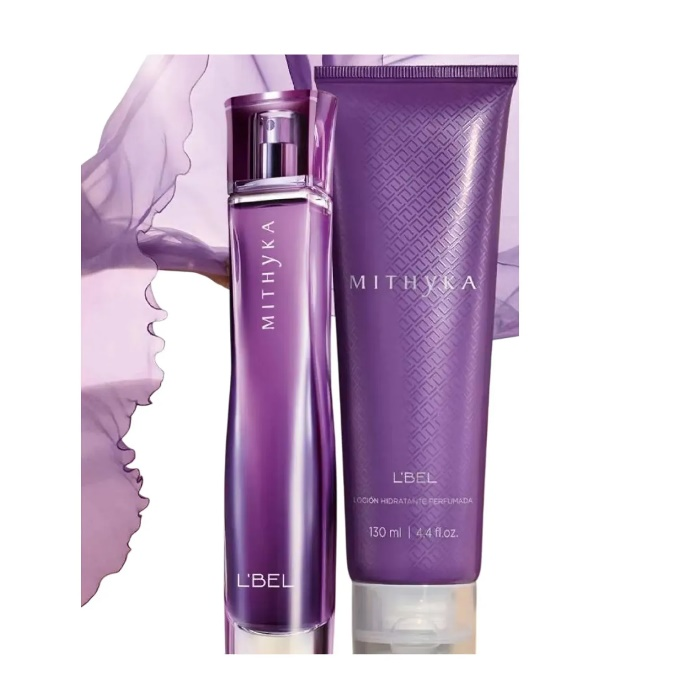 MITHYKA
L'BEL
MITHYKA
L'BEL
LOCIÓN HIDRATANTE PERFUMADA
130 ml | 4.4 fl.oz.